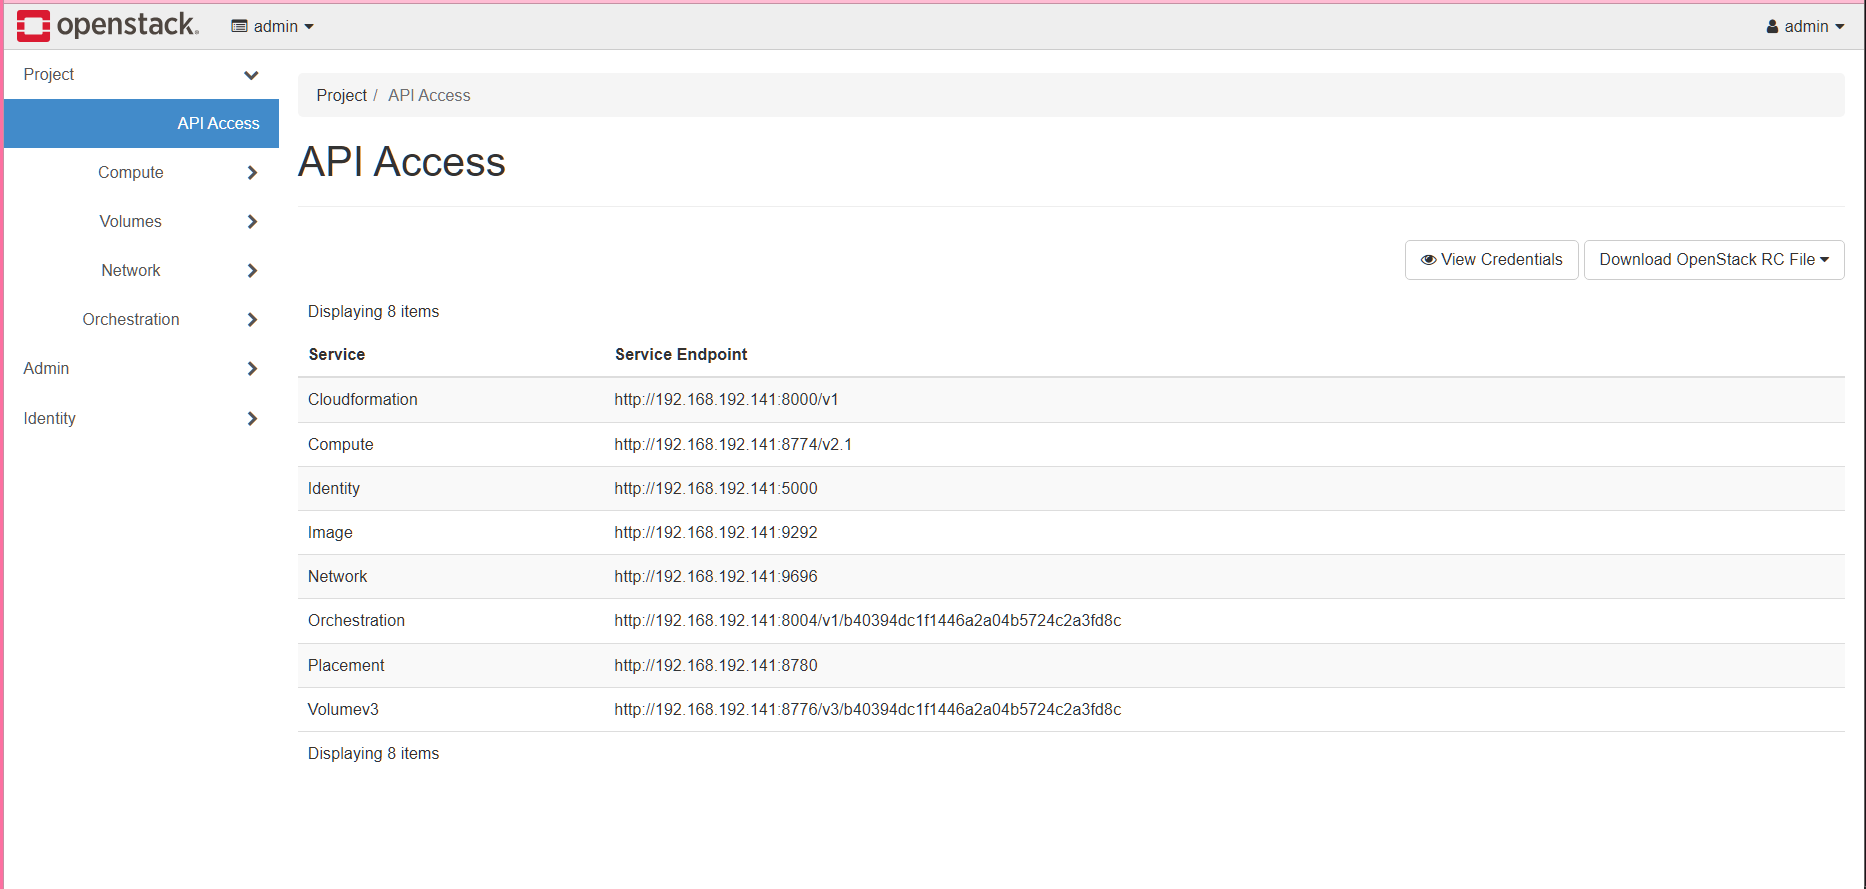 openstack.
admin
admin
Project
API Access
Compute
Volumes
Network
Orchestration
Admin
Identity
Project / API Access
API Access
View Credentials
Download OpenStack RC File
Displaying 8 items
Service Service Endpoint
Cloudformation http://192.168.192.141:8000/v1
Compute http://192.168.192.141:8774/v2.1
Identity http://192.168.192.141:5000
Image http://192.168.192.141:9292
Network http://192.168.192.141:9696
Orchestration http://192.168.192.141:8004/v1/b40394dc1f1446a2a04b5724c2a3fd8c
Placement http://192.168.192.141:8780
Volumev3 http://192.168.192.141:8776/v3/b40394dc1f1446a2a04b5724c2a3fd8c
Displaying 8 items